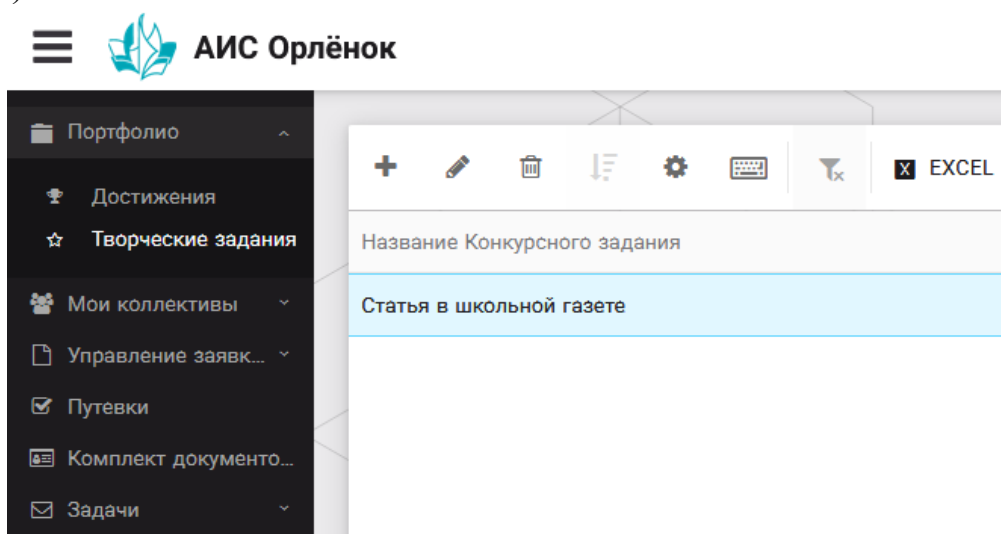 АИС Орлёнок
Портфолио
Достижения
Творческие задания
Мои коллективы
Управление заявк...
Путевки
Комплект документо...
Задачи
X EXCEL
Название Конкурсного задания
Статья в школьной газете